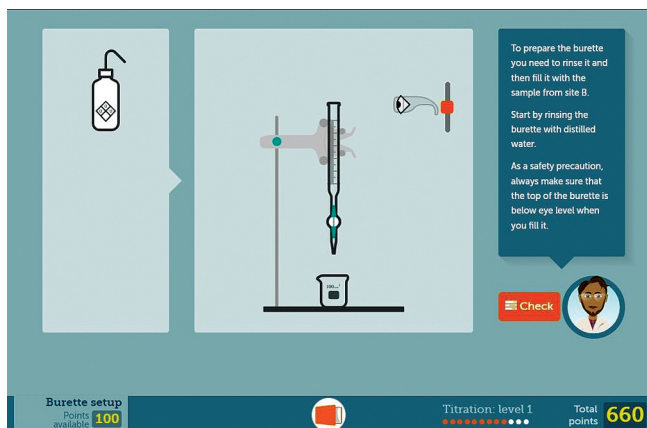 To prepare the burette
you need to rinse it and
then fill it with the
sample from site B.
Start by rinsing the
burette with distilled
water.
As a safety precaution,
always make sure that
the top of the burette is
below eye level when
you fill it.
Check
Burette setup
Points
available 100
Titration: level 1
Total
points 660